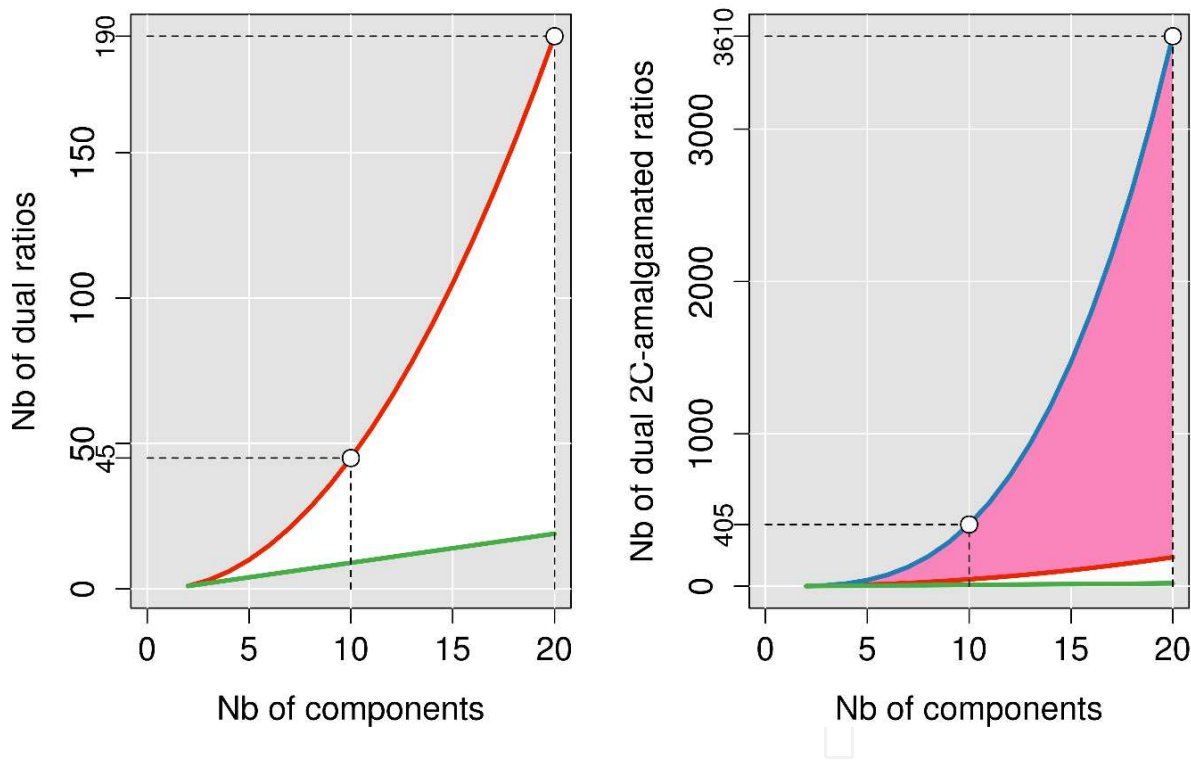 Nb of dual ratios
190
150
100
50
45
0
0 5 10 15 20
Nb of components
Nb of dual 2C-amalgamated ratios
3610
3000
2000
1000
405
0
0 5 10 15 20
Nb of components